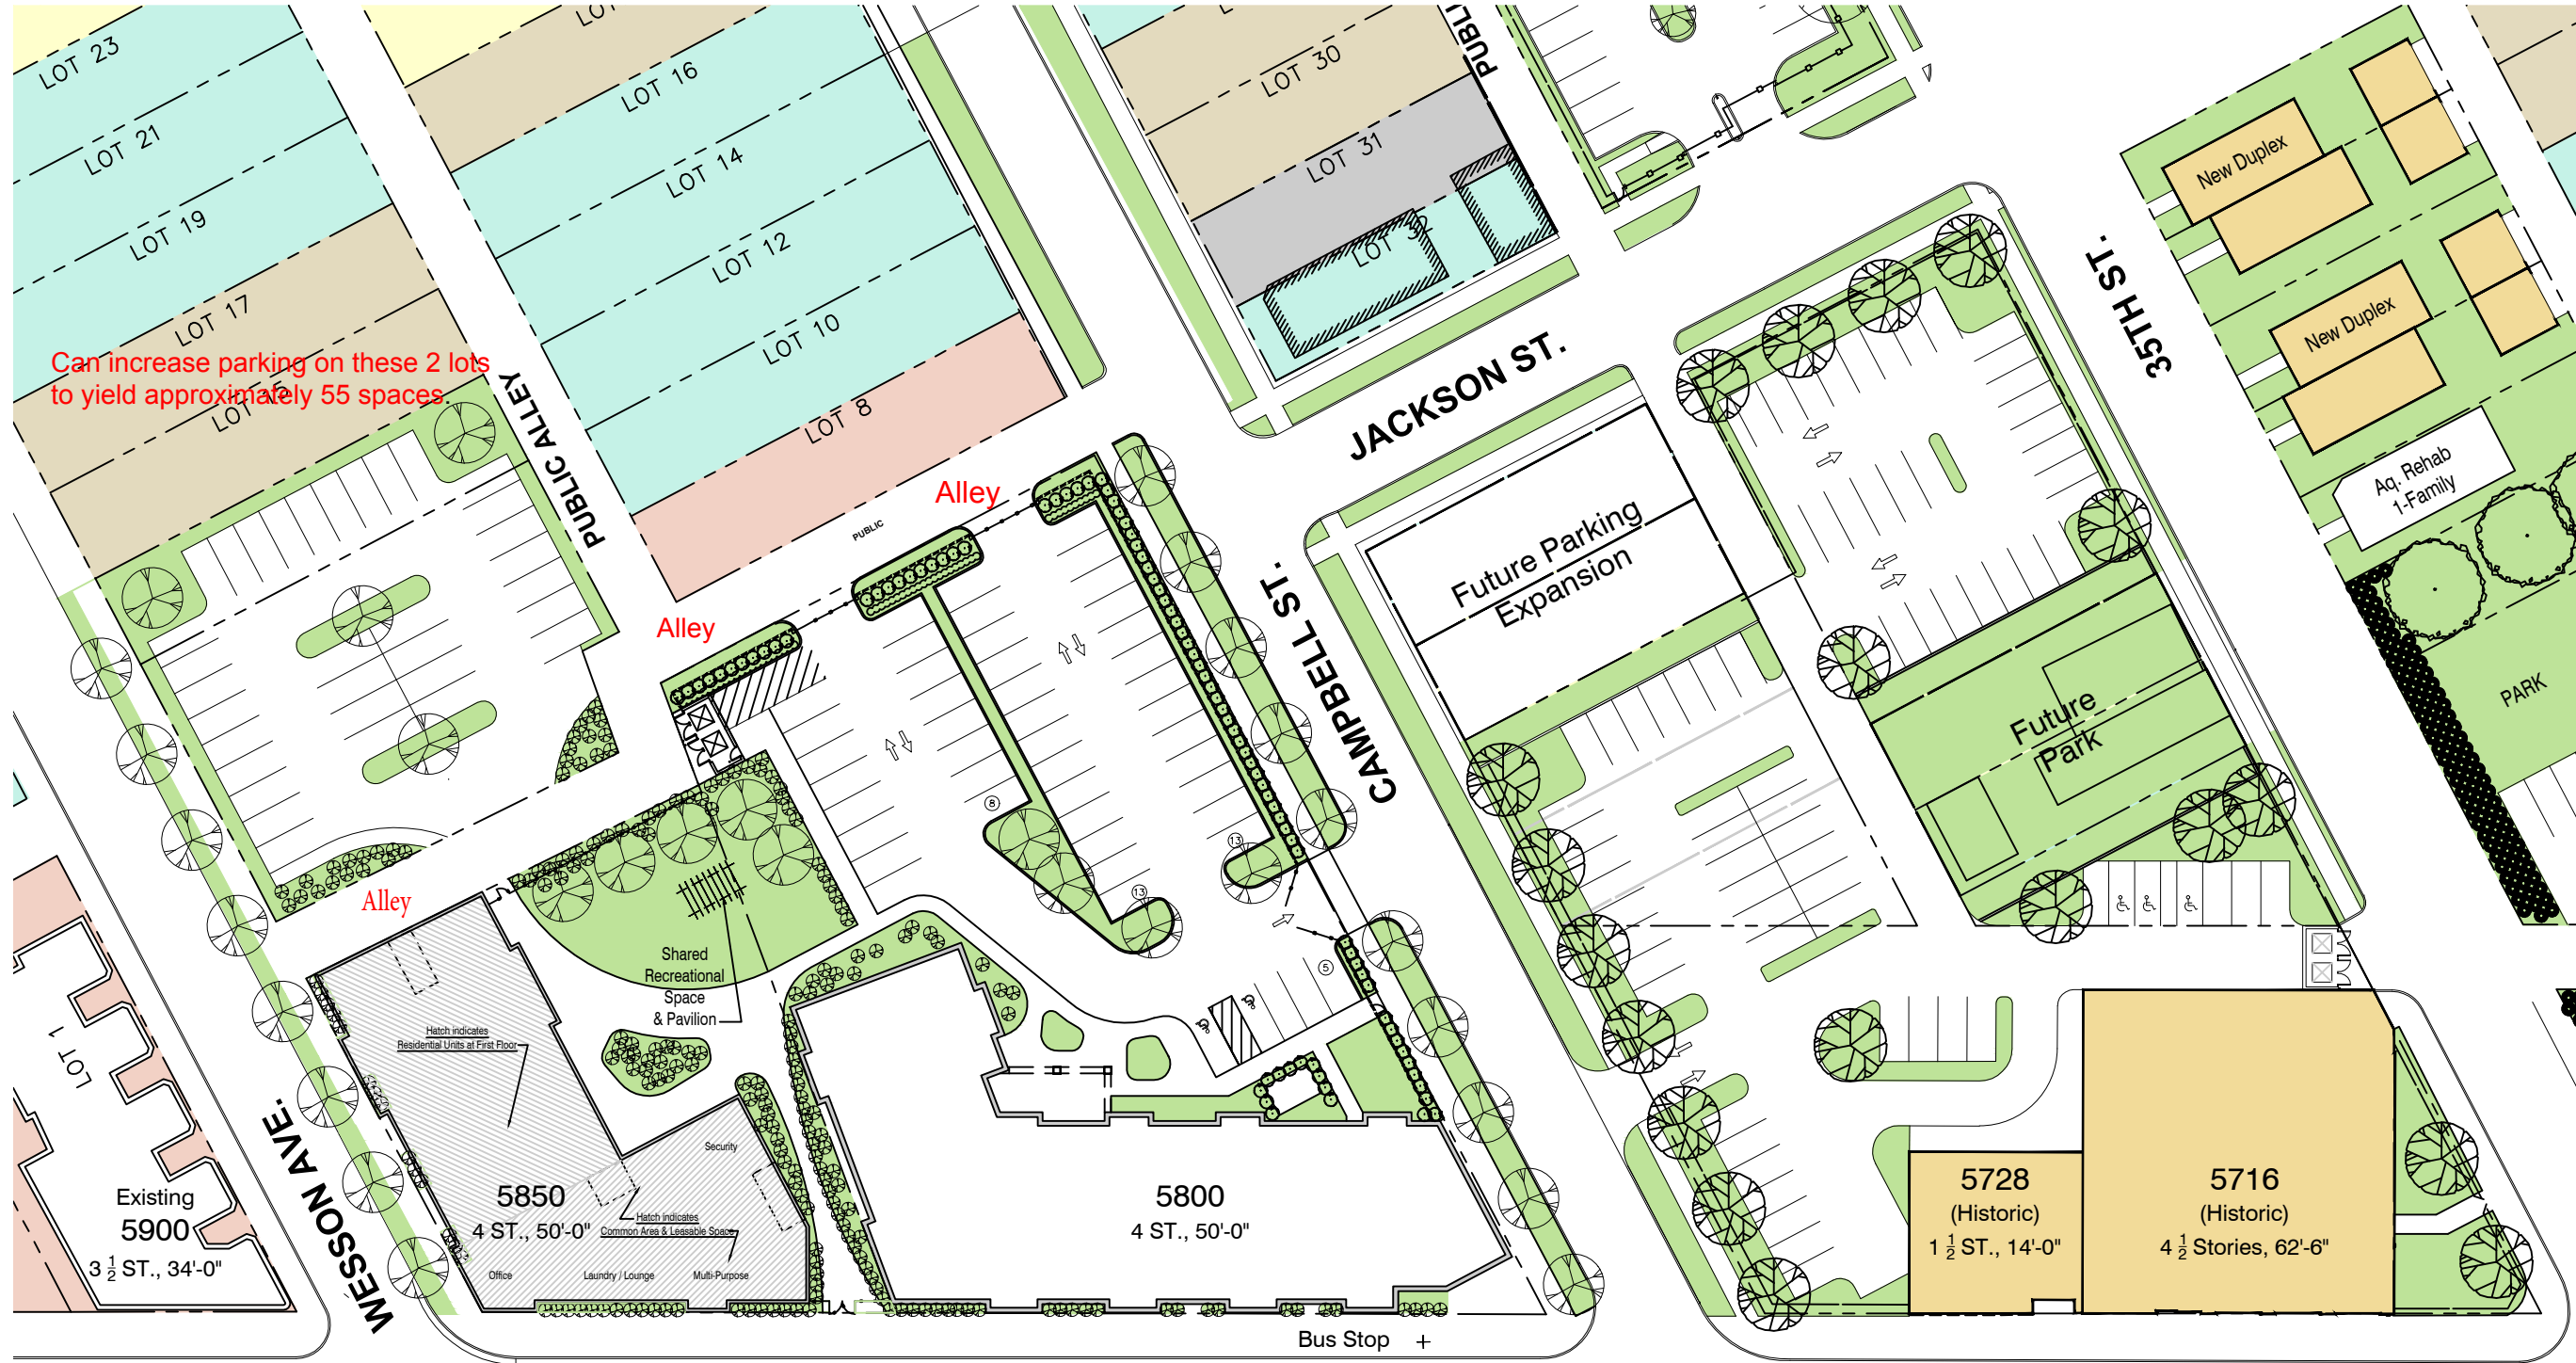 LOT 23
LOT 21
LOT 19
LOT 17
LOT 15
Can increase parking on these 2 lots
to yield approximately 55 spaces.
PUBLIC ALLEY
LOT 16
LOT 14
LOT 12
LOT 10
LOT 8
PUBLIC
Alley
Alley
Alley
LOT 30
LOT 31
LOT 32
JACKSON ST.
CAMPBELL ST.
35TH ST.
WESSON AVE.
New Duplex
New Duplex
Aq. Rehab
1-Family
PARK
Future Parking
Expansion
Future
Park
8
13
13
5
Shared
Recreational
Space
& Pavilion
Hatch indicates
Residential Units at First Floor
Security
5850
4 ST., 50'-0"
Hatch indicates
Common Area & Leasable Space
Office
Laundry / Lounge
Multi-Purpose
5800
4 ST., 50'-0"
LOT 1
Existing
5900
3 1/2 ST., 34'-0"
5728
(Historic)
1 1/2 ST., 14'-0"
5716
(Historic)
4 1/2 Stories, 62'-6"
Bus Stop +